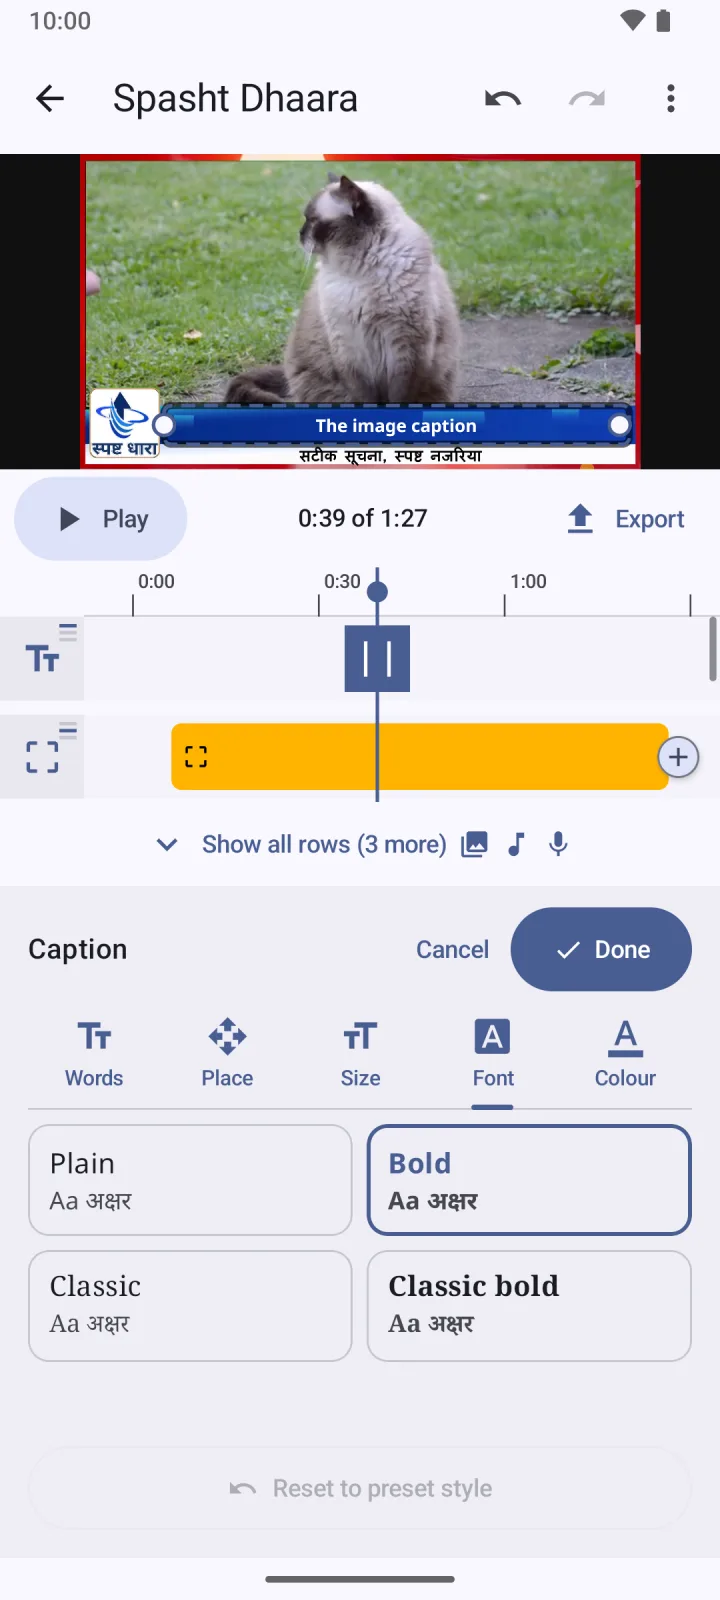 10:00
Spasht Dhaara
The image caption
स्पष्ट धारा
सटीक सूचना, स्पष्ट नजरिया
Play
0:39 of 1:27
Export
0:00
0:30
1:00
Show all rows (3 more)
Caption
Cancel
Done
Words
Place
Size
Font
Colour
Plain
Aa अक्षर
Bold
Aa अक्षर
Classic
Aa अक्षर
Classic bold
Aa अक्षर
Reset to preset style